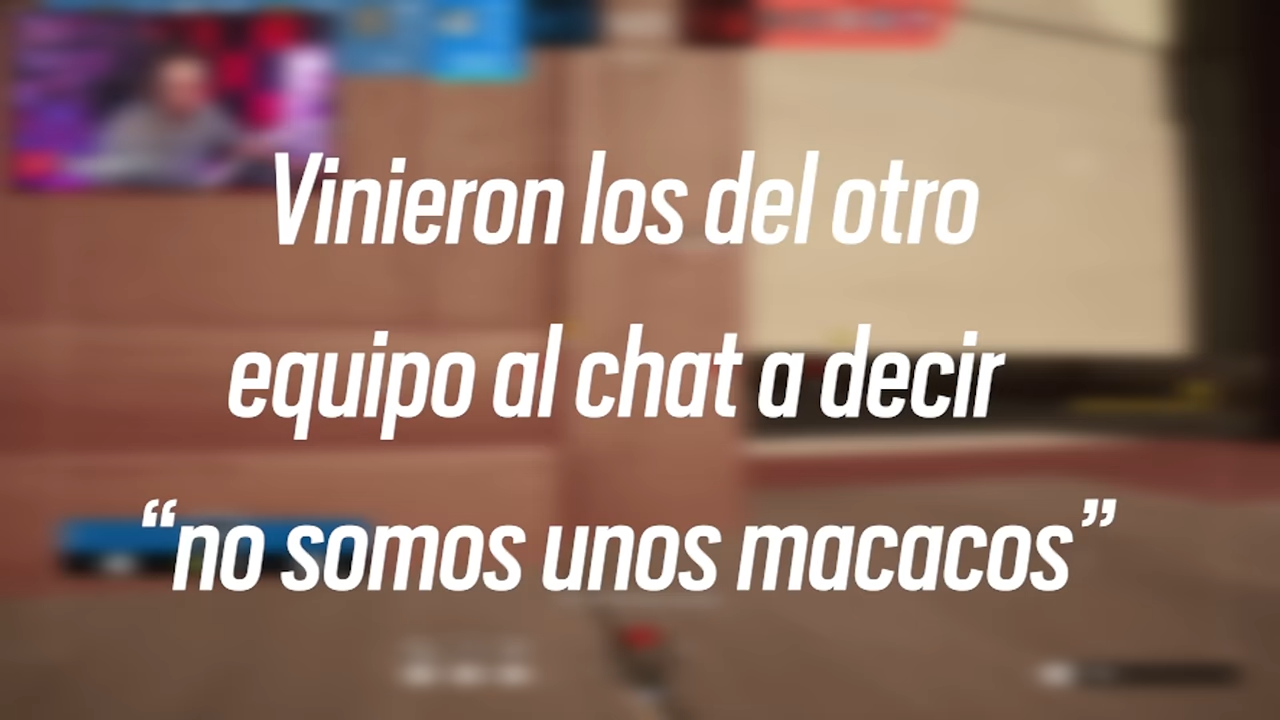 Vinieron los del otro
equipo al chat a decir
“no somos unos macacos”